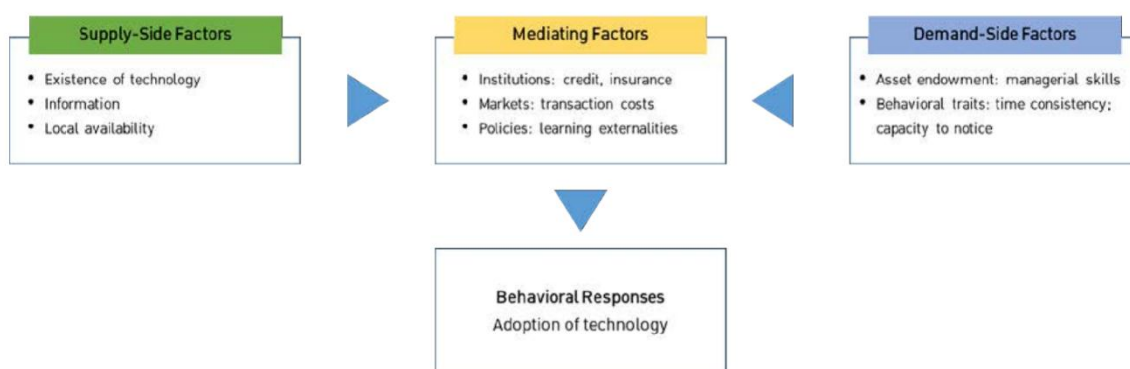 Supply-Side Factors
• Existence of technology
• Information
• Local availability
Mediating Factors
• Institutions: credit, insurance
• Markets: transaction costs
• Policies: learning externalities
Demand-Side Factors
• Asset endowment: managerial skills
• Behavioral traits: time consistency;
capacity to notice
Behavioral Responses
Adoption of technology